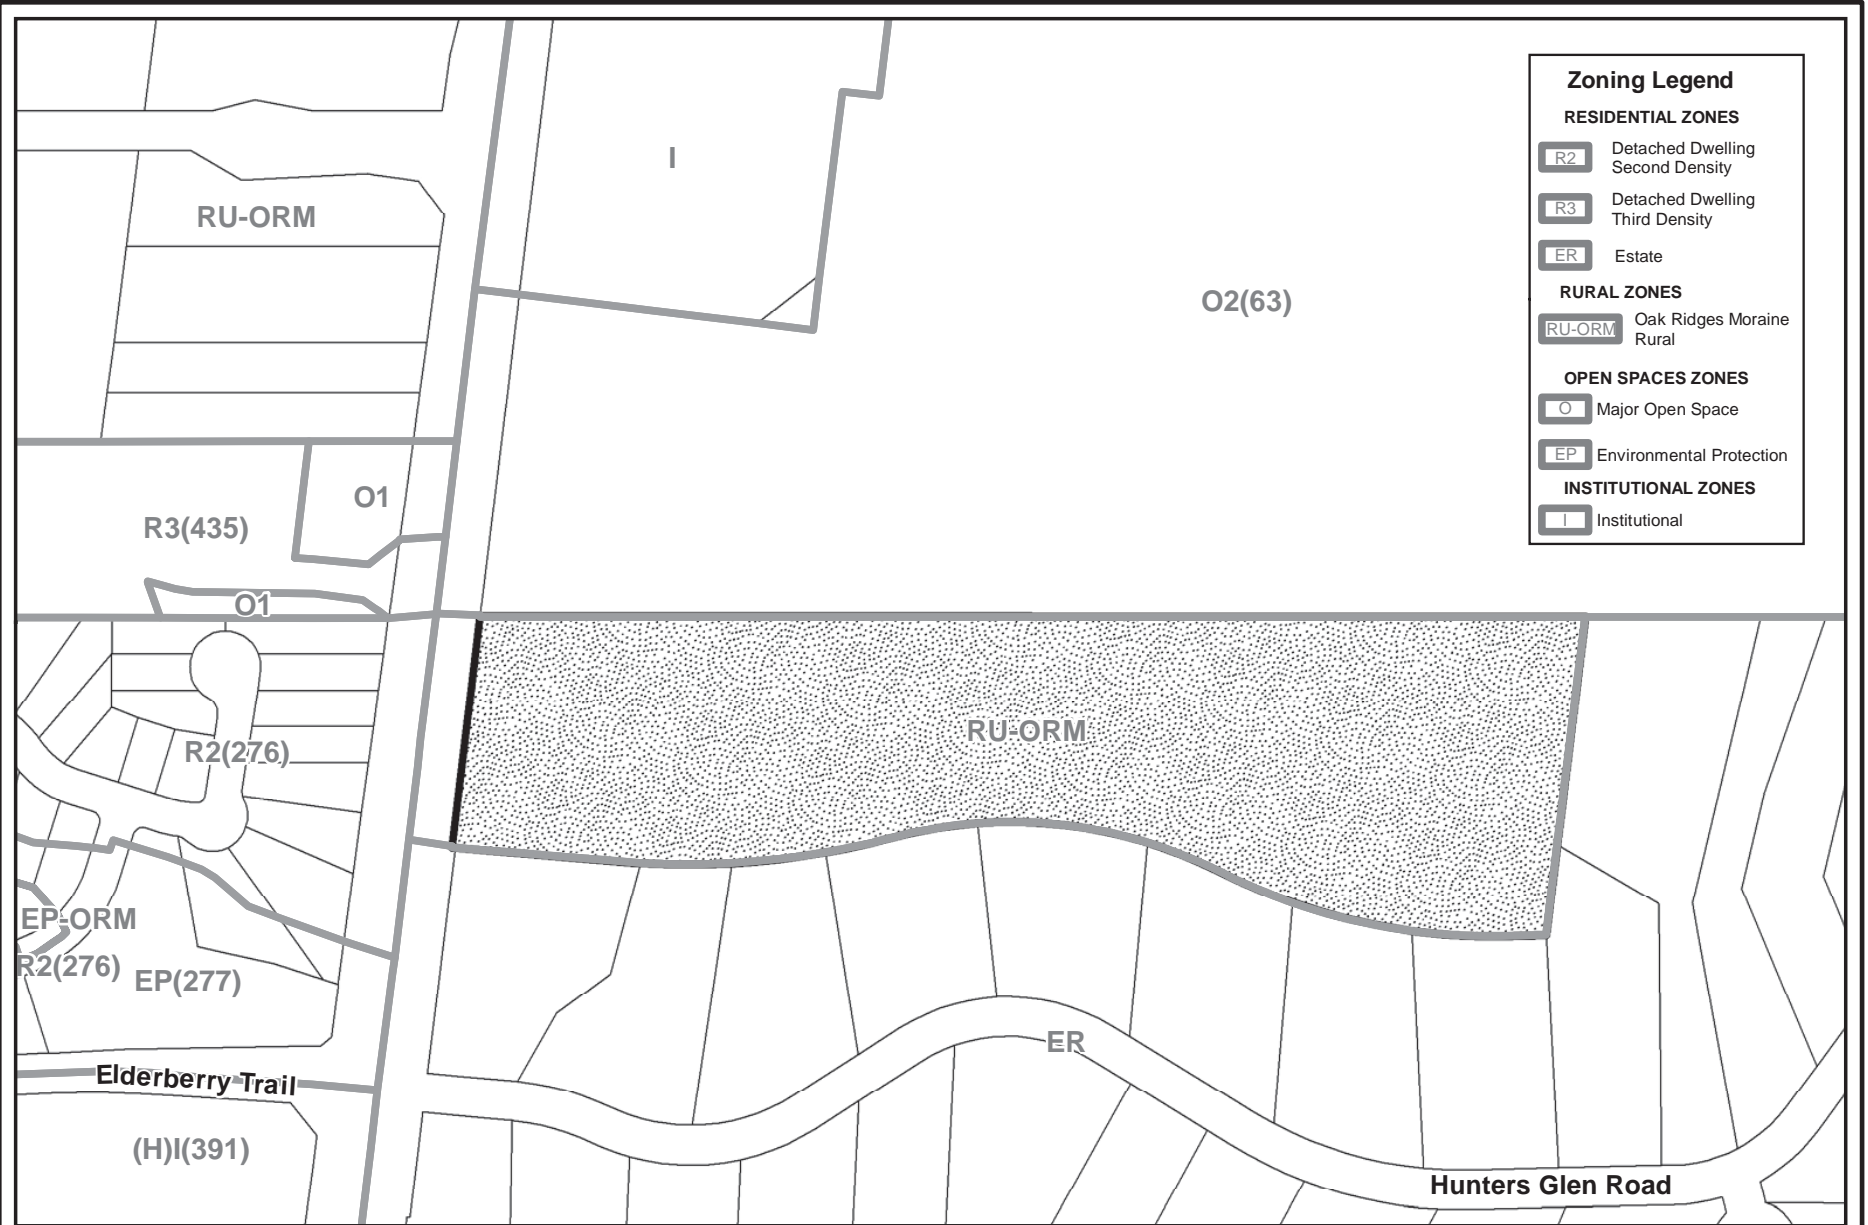 Zoning Legend
RESIDENTIAL ZONES
R2
Detached Dwelling
Second Density
R3
Detached Dwelling
Third Density
ER
Estate
RURAL ZONES
RU-ORM
Oak Ridges Moraine
Rural
OPEN SPACES ZONES
O
Major Open Space
EP
Environmental Protection
INSTITUTIONAL ZONES
I
Institutional
I
RU-ORM
O2(63)
O1
R3(435)
O1
RU-ORM
R2(276)
EP-ORM
R2(276)
EP(277)
ER
Elderberry Trail
(H)I(391)
Hunters Glen Road